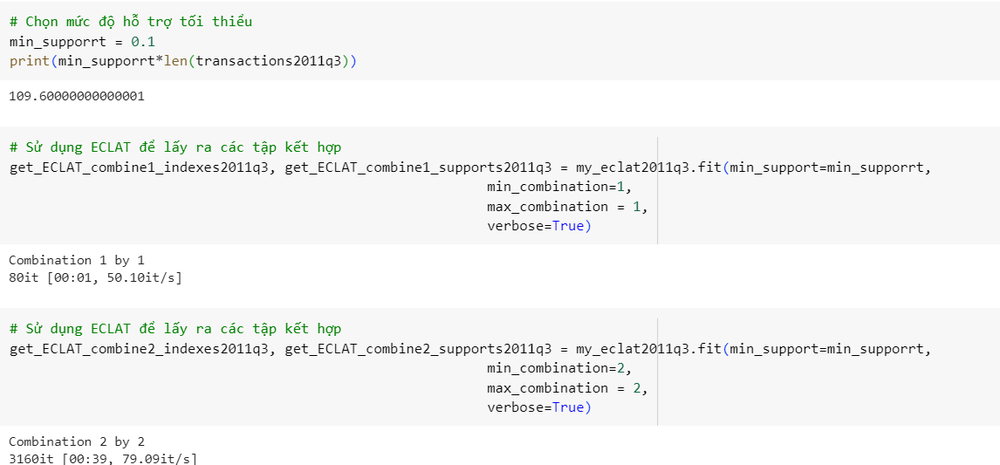 # Chọn mức độ hỗ trợ tối thiểu
min_supporrt = 0.1
print(min_supporrt*len(transactions2011q3))
109.60000000000001
# Sử dụng ECLAT để lấy ra các tập kết hợp
get_ECLAT_combine1_indexes2011q3, get_ECLAT_combine1_supports2011q3 = my_eclat2011q3.fit(min_support=min_supporrt,
min_combination=1,
max_combination = 1,
verbose=True)
Combination 1 by 1
80it [00:01, 50.10it/s]
# Sử dụng ECLAT để lấy ra các tập kết hợp
get_ECLAT_combine2_indexes2011q3, get_ECLAT_combine2_supports2011q3 = my_eclat2011q3.fit(min_support=min_supporrt,
min_combination=2,
max_combination = 2,
verbose=True)
Combination 2 by 2
3160it [00:39, 79.09it/s]